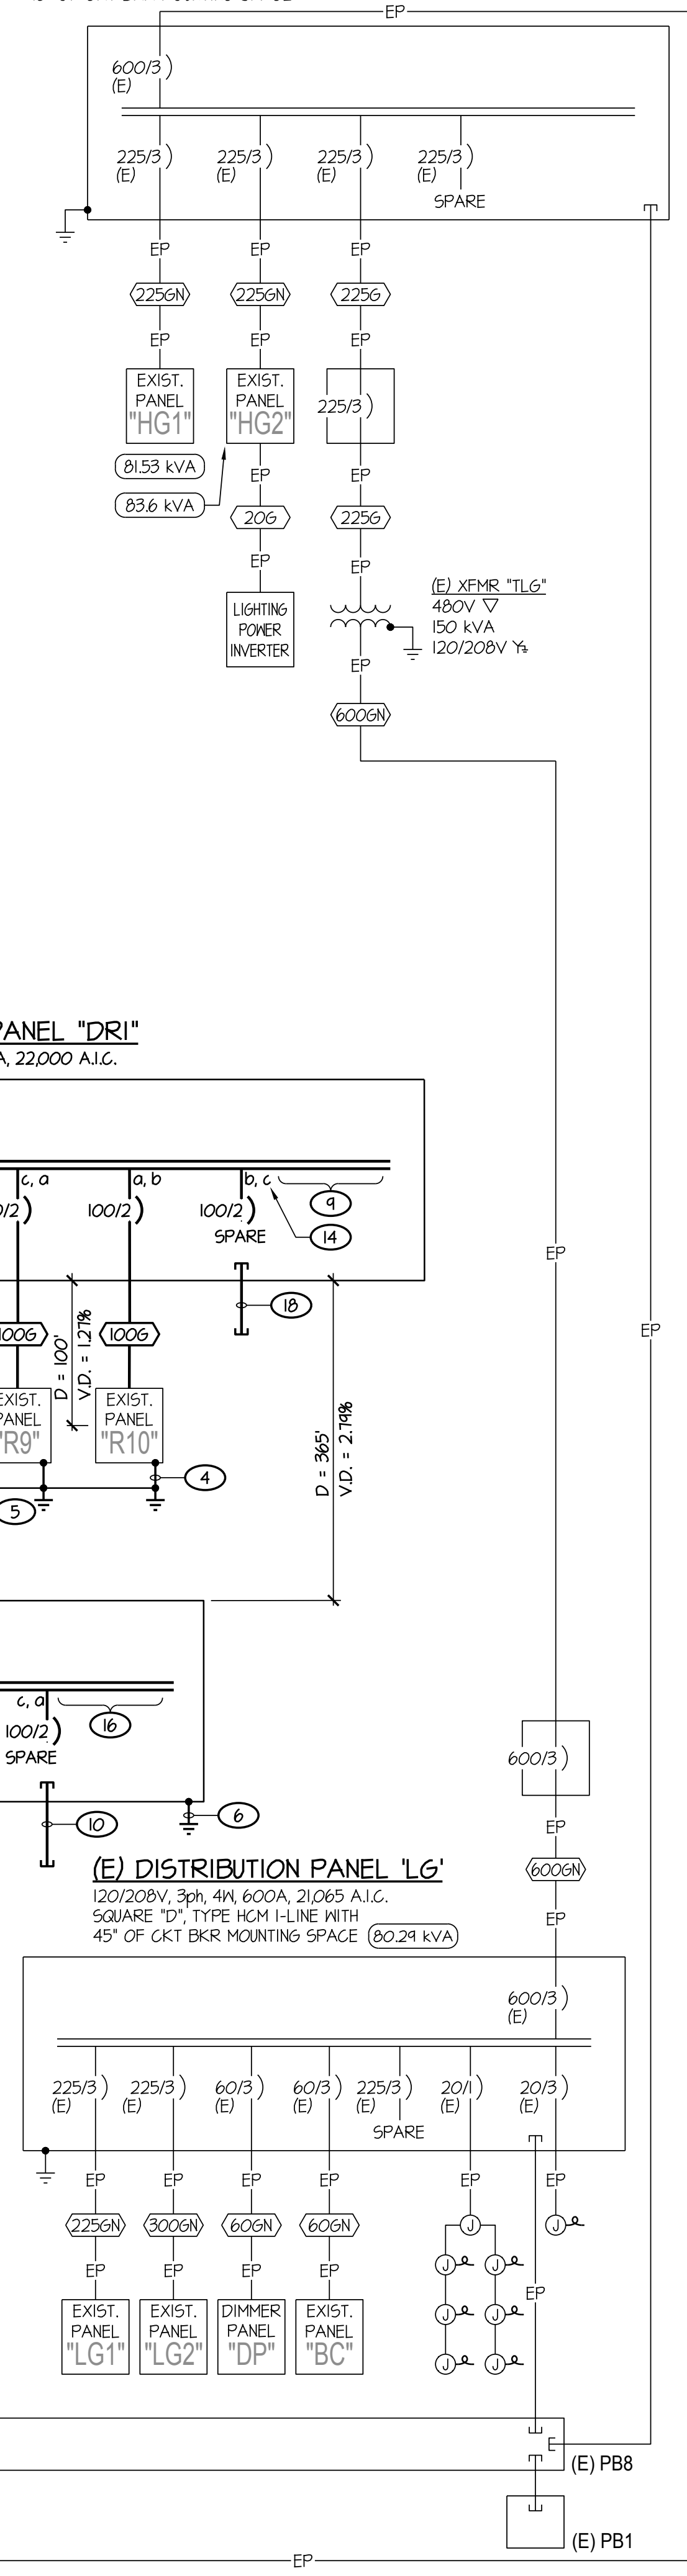 EP
600/3
(E)
225/3 225/3 225/3 225/3
(E) (E) (E) (E)
SPARE
EP EP EP
225GN 225GN 225G
EP EP EP
EXIST. EXIST.
PANEL PANEL
"HG1" "HG2" 225/3
81.53 kVA
83.6 kVA
EP EP
20G 225G
EP EP
(E) XFMR "TLG"
480V
150 kVA
120/208V
LIGHTING
POWER
INVERTER
EP
600GN
PANEL "DR1"
A, 22,000 A.I.C.
c, a a, b b, c
0/2 100/2 100/2
SPARE
9
14
EP
18
EP
100G 100G
D = 100'
V.D. = 1.27%
EXIST. EXIST.
PANEL PANEL
"R9" "R10"
4
5
D = 365'
V.D. = 2.79%
c, a
100/2
SPARE
16
10
6
600/3
EP
600GN
EP
(E) DISTRIBUTION PANEL 'LG'
120/208V, 3ph, 4W, 600A, 21,065 A.I.C.
SQUARE "D", TYPE HCM I-LINE WITH
45" OF CKT BKR MOUNTING SPACE 80.29 kVA
600/3
(E)
225/3 225/3 60/3 60/3 225/3 20/1 20/3
(E) (E) (E) (E) (E) (E) (E)
SPARE
EP EP EP EP EP EP
225GN 300GN 60GN 60GN J J
EP EP EP EP
J J
EP
EXIST. EXIST. DIMMER EXIST.
PANEL PANEL PANEL PANEL
"LG1" "LG2" "DP" "BC"
J J
J J
(E) PB8
(E) PB1
EP